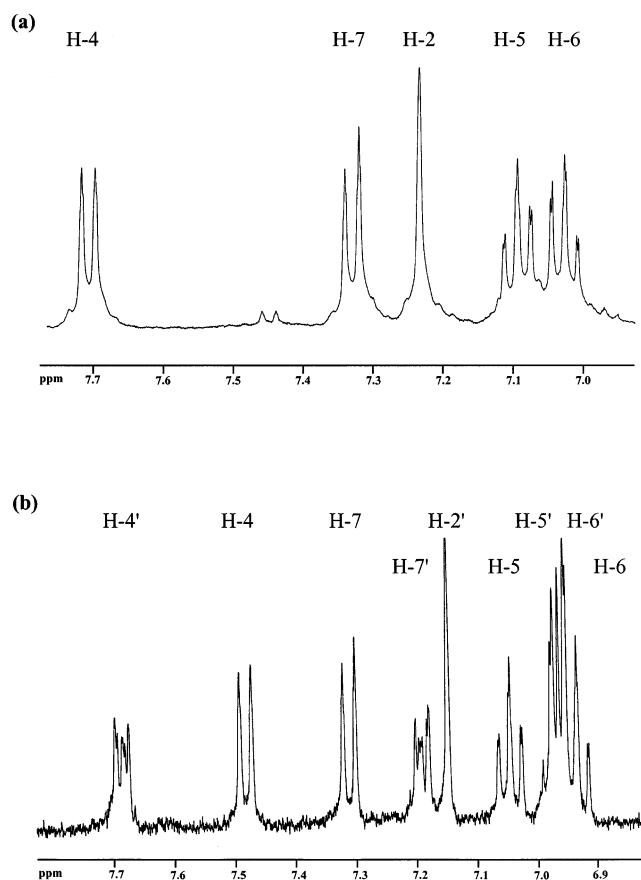 (a)
H-4 H-7 H-2 H-5 H-6
ppm 7.7 7.6 7.5 7.4 7.3 7.2 7.1 7.0
(b)
H-4' H-4 H-7 H-2' H-5' H-6'
H-7' H-5 H-6
ppm 7.7 7.6 7.5 7.4 7.3 7.2 7.1 7.0 6.9